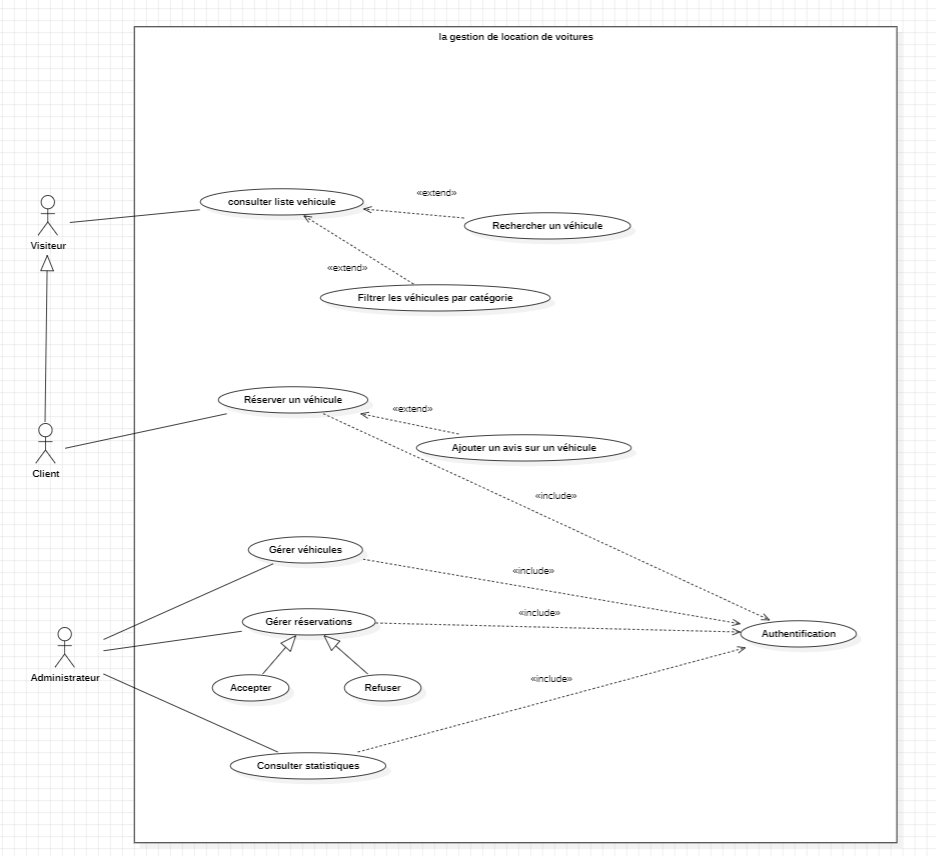 la gestion de location de voitures
consulter liste vehicule
«extend»
Rechercher un véhicule
Visiteur
«extend»
Filtrer les véhicules par catégorie
Réserver un véhicule
«extend»
Ajouter un avis sur un véhicule
Client
«include»
Gérer véhicules
«include»
«include»
Gérer réservations
Authentification
Administrateur
«include»
Accepter
Refuser
Consulter statistiques